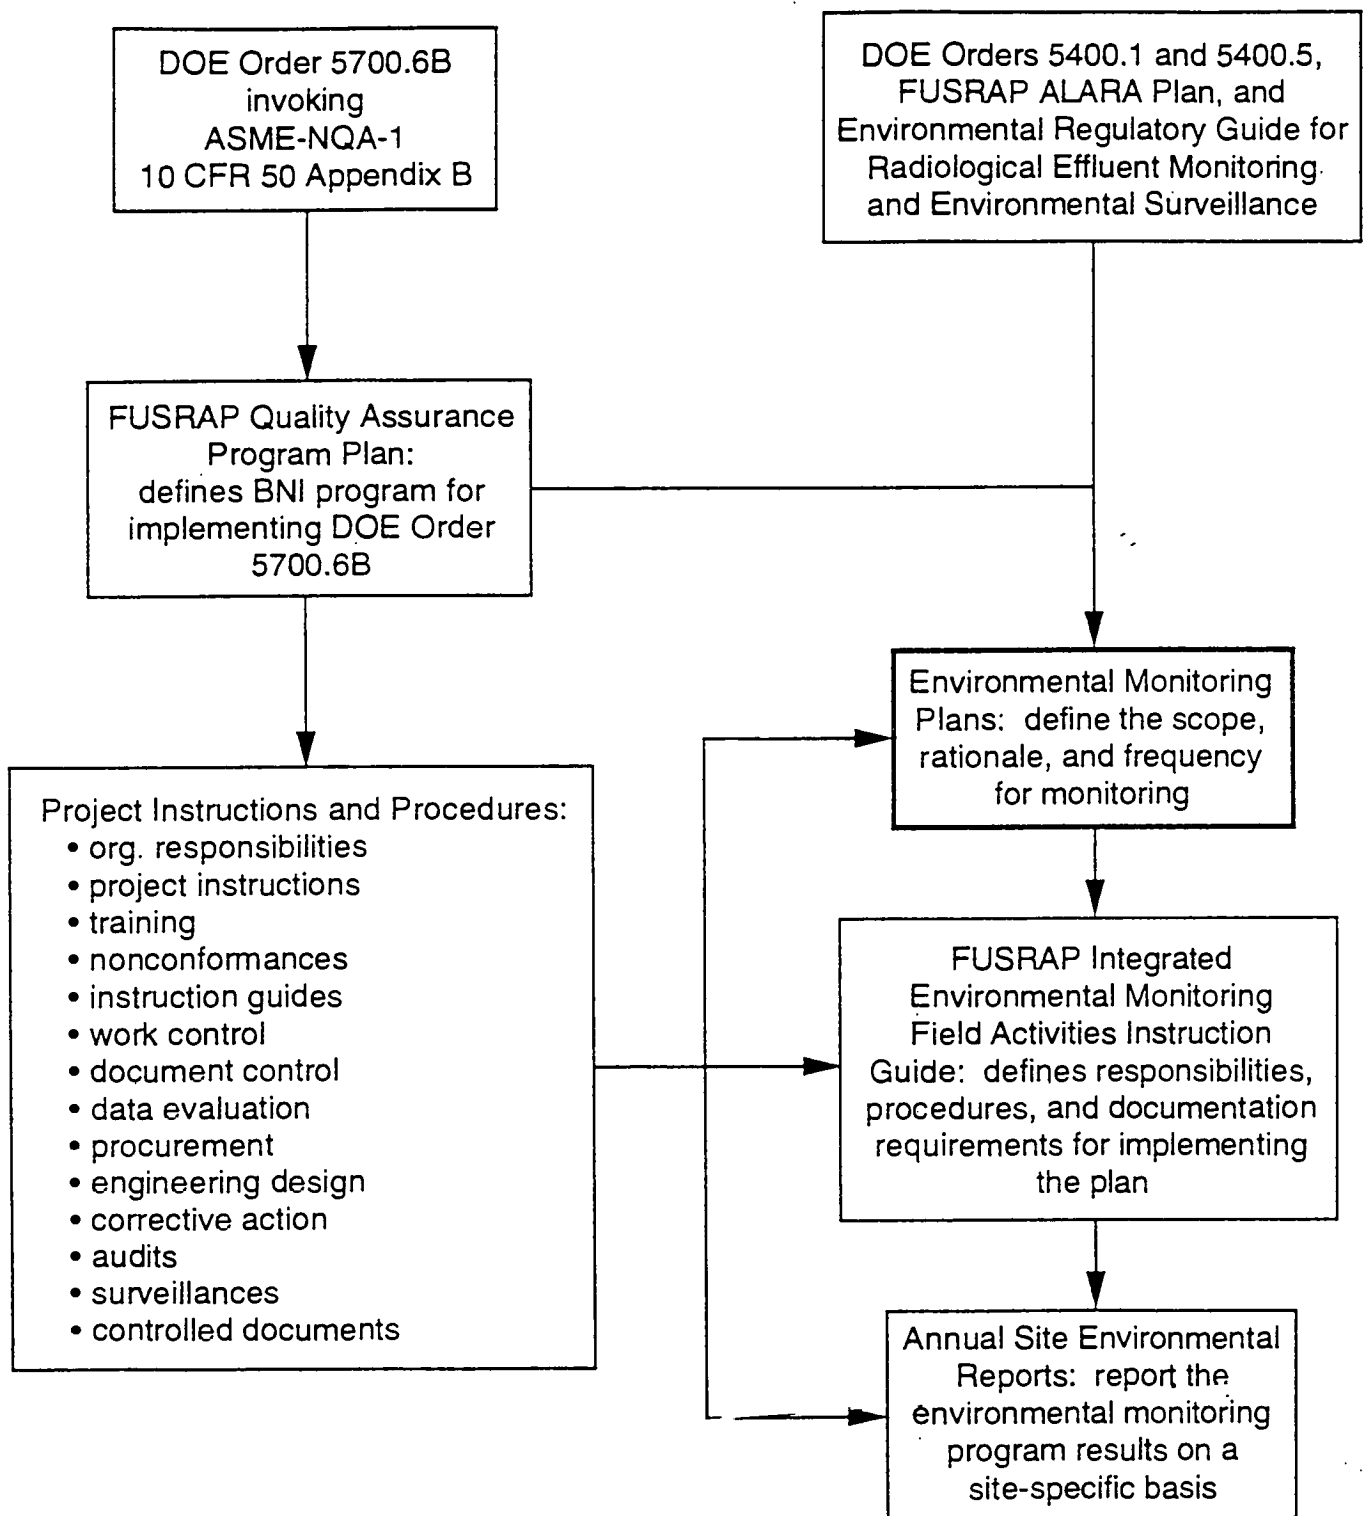 DOE Order 5700.6B
invoking
ASME-NQA-1
10 CFR 50 Appendix B
DOE Orders 5400.1 and 5400.5,
FUSRAP ALARA Plan, and
Environmental Regulatory Guide for
Radiological Effluent Monitoring
and Environmental Surveillance
FUSRAP Quality Assurance
Program Plan:
defines BNI program for
implementing DOE Order
5700.6B
Environmental Monitoring
Plans: define the scope,
rationale, and frequency
for monitoring
Project Instructions and Procedures:
• org. responsibilities
• project instructions
• training
• nonconformances
• instruction guides
• work control
• document control
• data evaluation
• procurement
• engineering design
• corrective action
• audits
• surveillances
• controlled documents
FUSRAP Integrated
Environmental Monitoring
Field Activities Instruction
Guide: defines responsibilities,
procedures, and documentation
requirements for implementing
the plan
Annual Site Environmental
Reports: report the
environmental monitoring
program results on a
site-specific basis